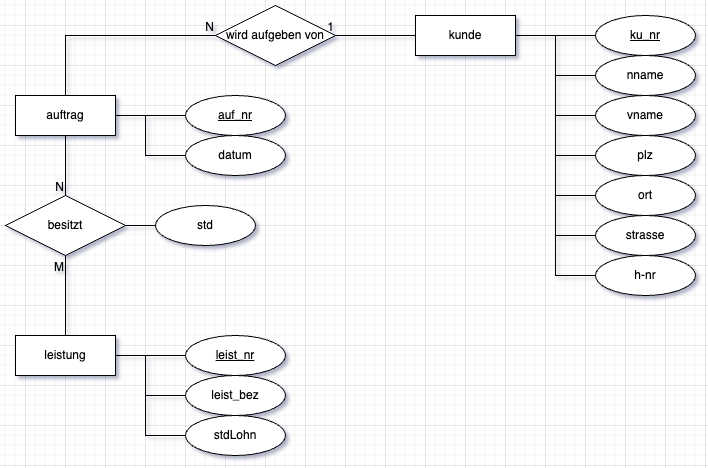 N
wird aufgeben von
1
kunde
ku_nr
nname
vname
plz
ort
strasse
h-nr
auftrag
auf_nr
datum
N
besitzt
std
M
leistung
leist_nr
leist_bez
stdLohn